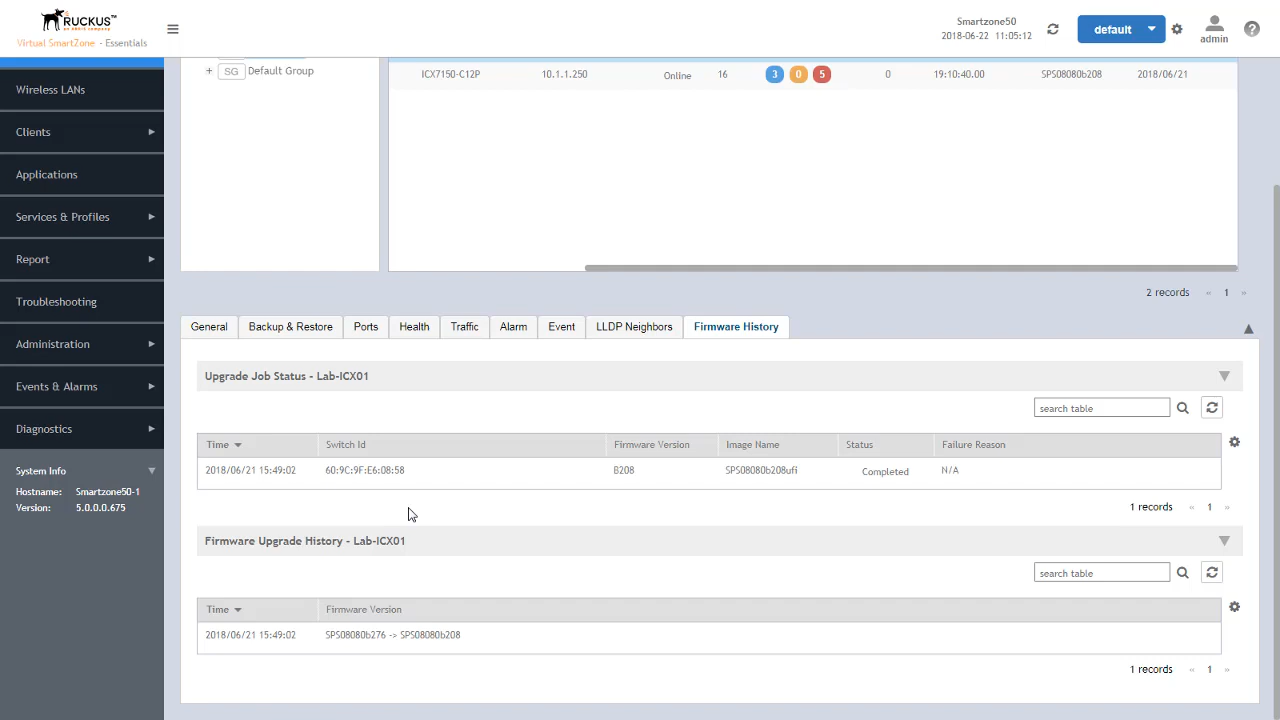 RUCKUS™
Virtual SmartZone - Essentials
Smartzone50
2018-06-22 11:05:12
default
admin
?
Wireless LANs
Clients
Applications
Services & Profiles
Report
Troubleshooting
Administration
Events & Alarms
Diagnostics
System Info
Hostname: Smartzone50-1
Version: 5.0.0.0.675
+ SG Default Group
ICX7150-C12P 10.1.1.250 Online 16 3 0 5 0 19:10:40.00 SPS08080b208 2018/06/21
2 records « 1 »
General Backup & Restore Ports Health Traffic Alarm Event LLDP Neighbors Firmware History
Upgrade Job Status - Lab-ICX01
search table
Time Switch Id Firmware Version Image Name Status Failure Reason
2018/06/21 15:49:02 60:9C:9F:E6:08:58 B208 SPS08080b208ufi Completed N/A
1 records « 1 »
Firmware Upgrade History - Lab-ICX01
search table
Time Firmware Version
2018/06/21 15:49:02 SPS08080b276 -> SPS08080b208
1 records « 1 »